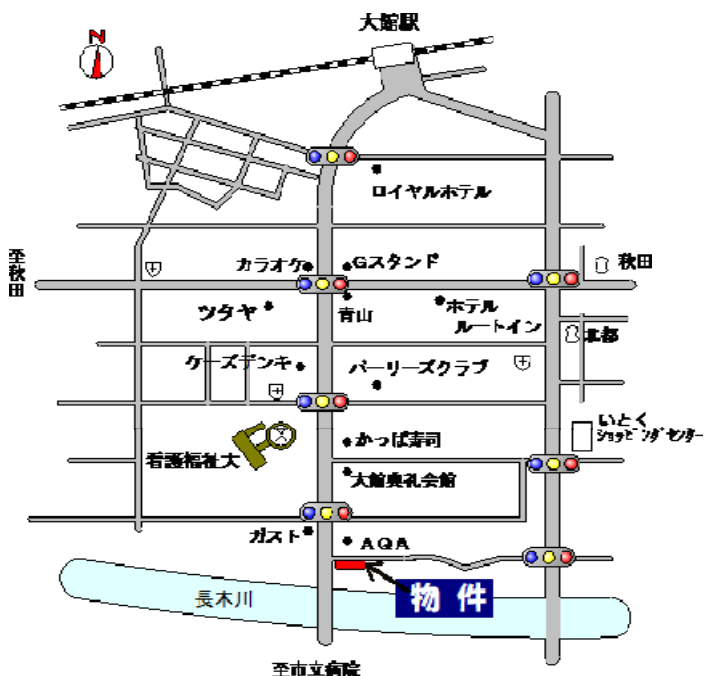 大館駅
N
ロイヤルホテル
至秋田
カラオケ
Gスタンド
秋田
ツタヤ
青山
ホテル
ルートイン
北都
ケーズデンキ
パーリーズクラブ
いとく
ショッピングセンター
かっぱ寿司
看護福祉大
大館典礼会館
ガスト
AQA
物件
長木川
至市立病院